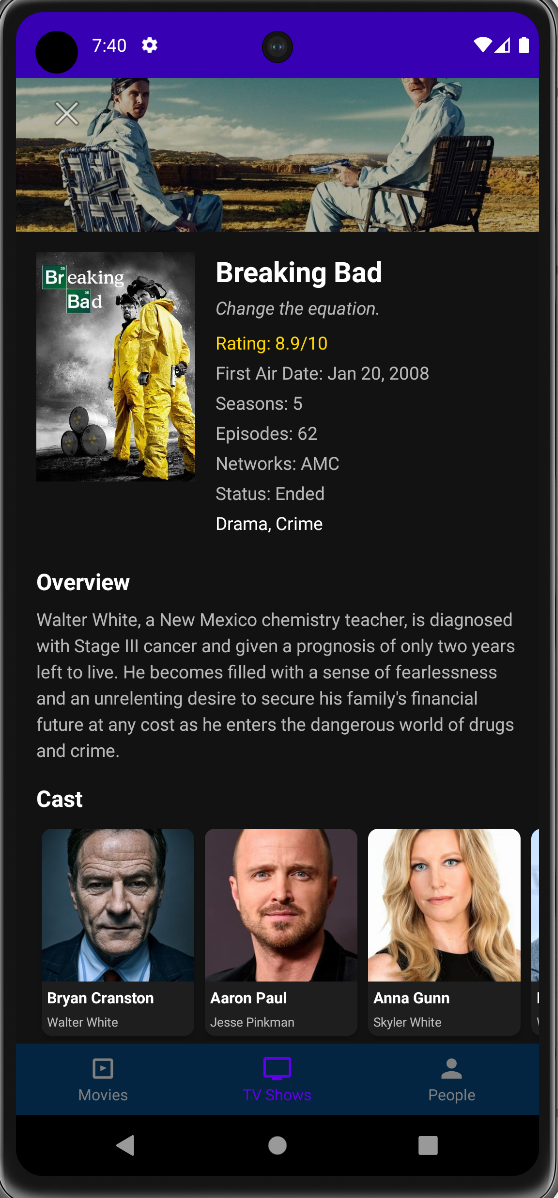 7:40
Breaking
Bad
Breaking Bad
Change the equation.
Rating: 8.9/10
First Air Date: Jan 20, 2008
Seasons: 5
Episodes: 62
Networks: AMC
Status: Ended
Drama, Crime
Overview
Walter White, a New Mexico chemistry teacher, is diagnosed
with Stage III cancer and given a prognosis of only two years
left to live. He becomes filled with a sense of fearlessness
and an unrelenting desire to secure his family's financial
future at any cost as he enters the dangerous world of drugs
and crime.
Cast
Bryan Cranston
Aaron Paul
Anna Gunn
Walter White
Jesse Pinkman
Skyler White
Movies
TV Shows
People